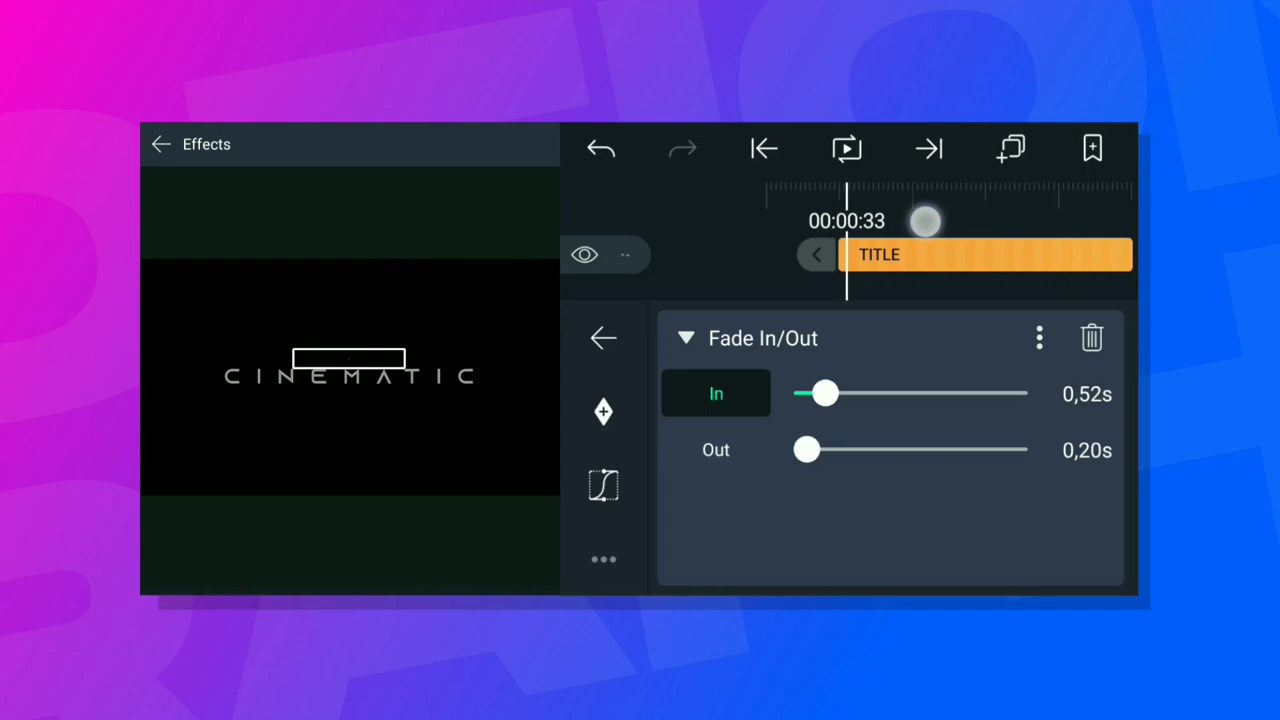 Effects
CINEMATIC
00:00:33
TITLE
Fade In/Out
In
0,52s
Out
0,20s